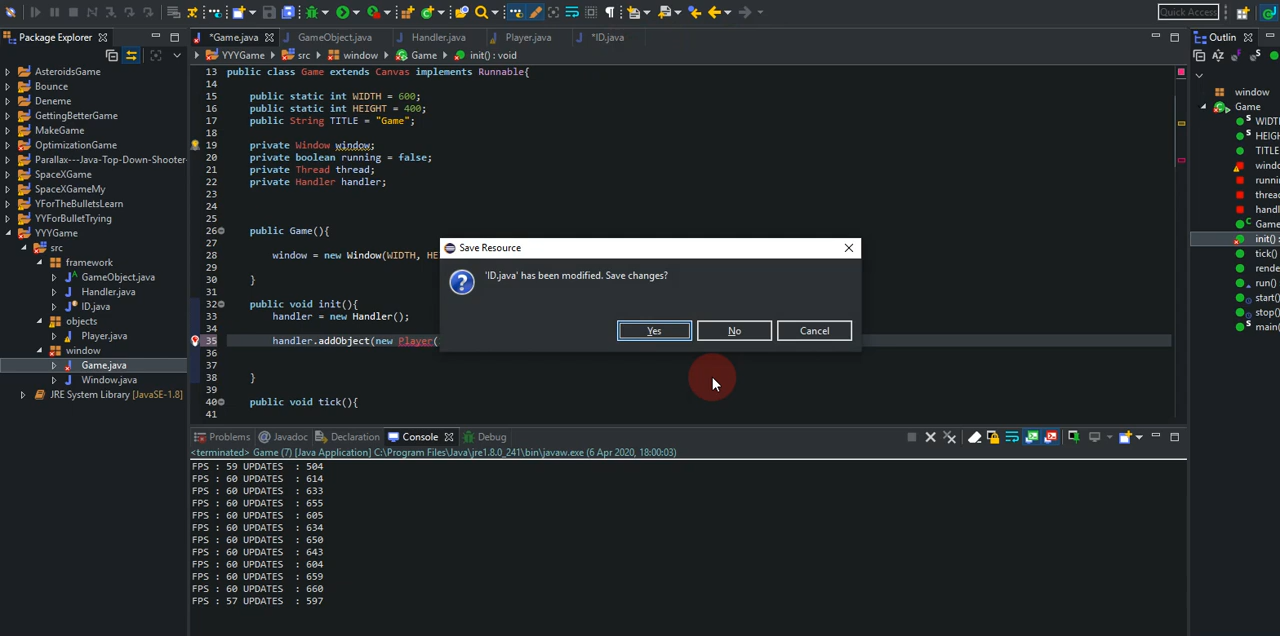 Quick Access
Package Explorer
*Game.java
GameObject.java
Handler.java
Player.java
*ID.java
Outlin
YYYGame
src
window
Game
init() : void
AsteroidsGame
Bounce
Deneme
GettingBetterGame
MakeGame
OptimizationGame
Parallax---Java-Top-Down-Shooter-
SpaceXGame
SpaceXGameMy
YForTheBulletsLearn
YYForBulletTrying
YYYGame
src
framework
GameObject.java
Handler.java
ID.java
objects
Player.java
window
Game.java
Window.java
JRE System Library [JavaSE-1.8]
13 public class Game extends Canvas implements Runnable{
14
15 public static int WIDTH = 600;
16 public static int HEIGHT = 400;
17 public String TITLE = "Game";
18
19 private Window window;
20 private boolean running = false;
21 private Thread thread;
22 private Handler handler;
23
24
25
26 public Game(){
27
28 window = new Window(WIDTH, HE
29
30 }
31
32 public void init(){
33 handler = new Handler();
34
35 handler.addObject(new Player(
36
37
38 }
39
40 public void tick(){
41
Save Resource
'ID.java' has been modified. Save changes?
Yes
No
Cancel
window
Game
WIDTH
HEIGH
TITLE
windo
runnin
thread
handl
Game
init() :
tick()
rende
run()
start(
stop(
main(
Problems
Javadoc
Declaration
Console
Debug
<terminated> Game (7) [Java Application] C:\Program Files\Java\jre1.8.0_241\bin\javaw.exe (6 Apr 2020, 18:00:03)
FPS : 59 UPDATES : 504
FPS : 60 UPDATES : 614
FPS : 60 UPDATES : 633
FPS : 60 UPDATES : 655
FPS : 60 UPDATES : 605
FPS : 60 UPDATES : 634
FPS : 60 UPDATES : 650
FPS : 60 UPDATES : 643
FPS : 60 UPDATES : 604
FPS : 60 UPDATES : 659
FPS : 60 UPDATES : 660
FPS : 57 UPDATES : 597